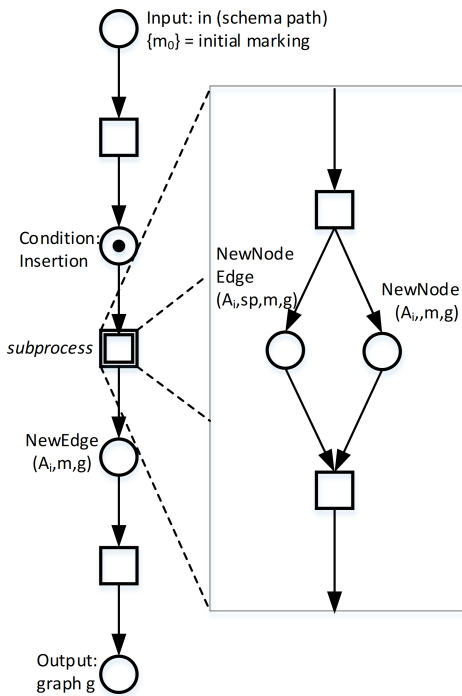 Input: in (schema path)
{m₀} = initial marking
Condition:
Insertion
NewNode
Edge
(Aᵢ,sp,m,g)
NewNode
(Aᵢ,,m,g)
subprocess
NewEdge
(Aᵢ,m,g)
Output:
graph g